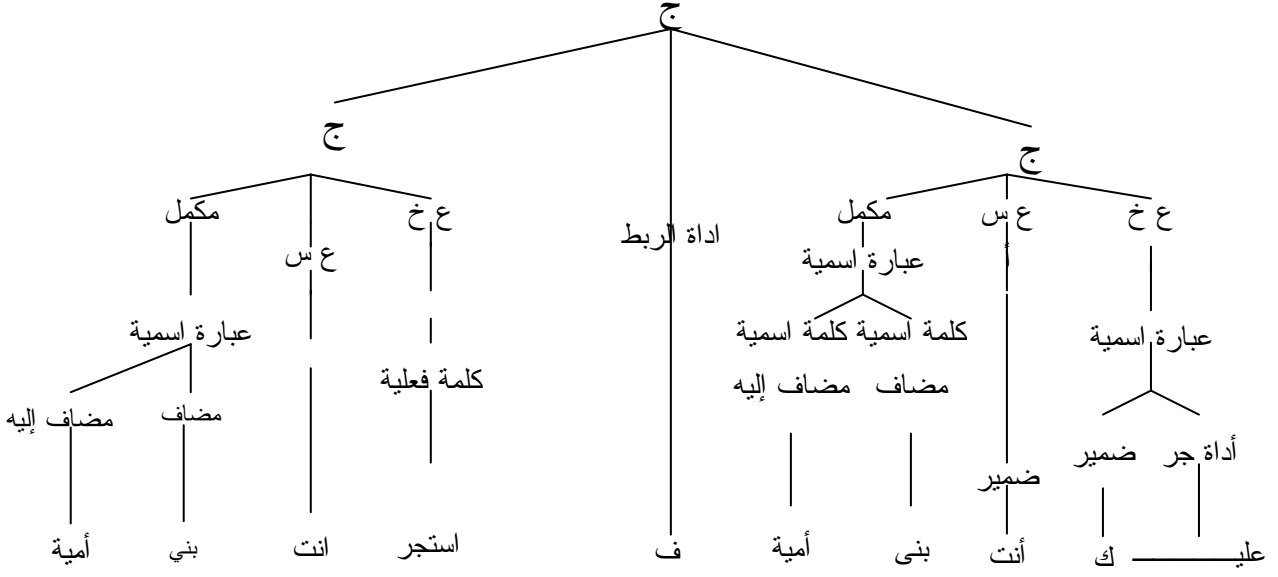 ج
ج
ج
ع خ
ع س
مكمل
ع خ
مكمل
اداة الربط
أ
عبارة اسمية
ع س
عبارة اسمية
كلمة اسمية
كلمة اسمية
عبارة اسمية
مضاف
مضاف إليه
كلمة فعلية
مضاف
مضاف إليه
أداة جر
ضمير
ضمير
عليـــــــــــ ك
أنت
بنى
أمية
ف
استجر
انت
بني
أمية